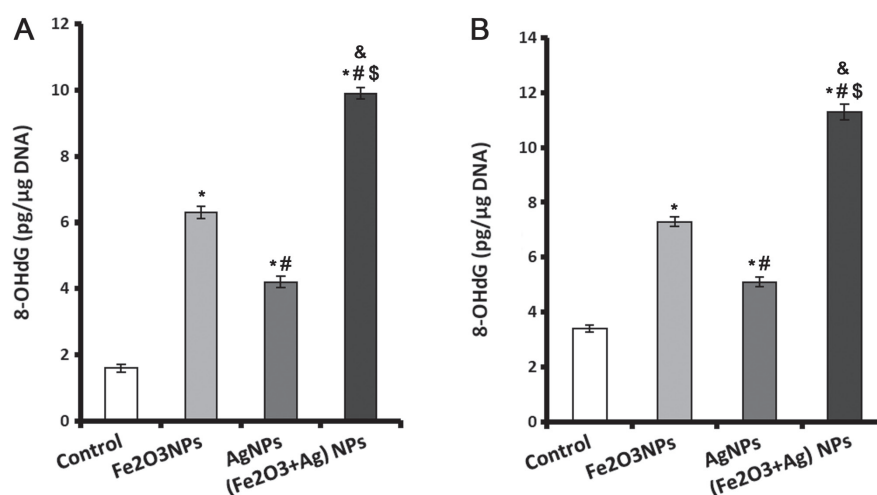 A
8-OHdG (pg/µg DNA)
12
10
8
6
4
2
0
*
*#
&
*#$
Control
Fe2O3NPs
AgNPs
(Fe2O3+Ag) NPs
B
8-OHdG (pg/µg DNA)
14
12
10
8
6
4
2
0
*
*#
&
*#$
Control
Fe2O3NPs
AgNPs
(Fe2O3+Ag) NPs